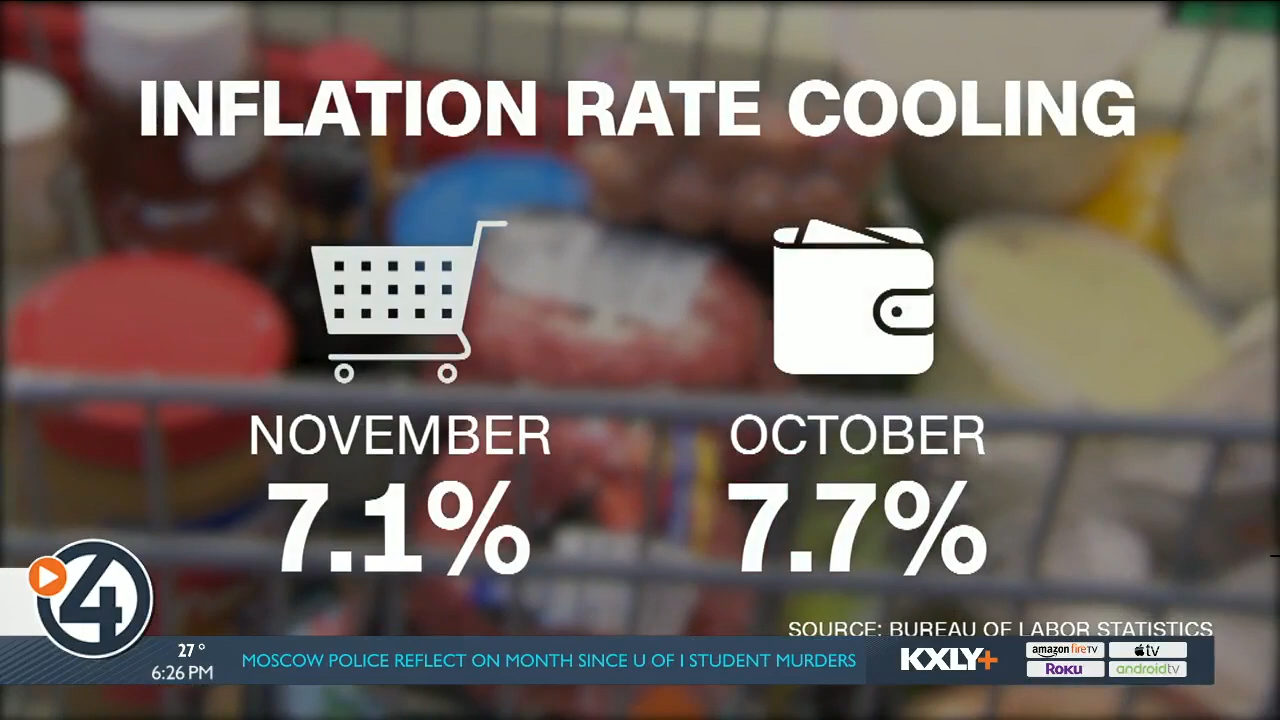 INFLATION RATE COOLING
NOVEMBER
7.1%
OCTOBER
7.7%
SOURCE: BUREAU OF LABOR STATISTICS
4
27°
6:26 PM
MOSCOW POLICE REFLECT ON MONTH SINCE U OF I STUDENT MURDERS
KXLY+
amazon fireTV
tv
ROKU
androidtv